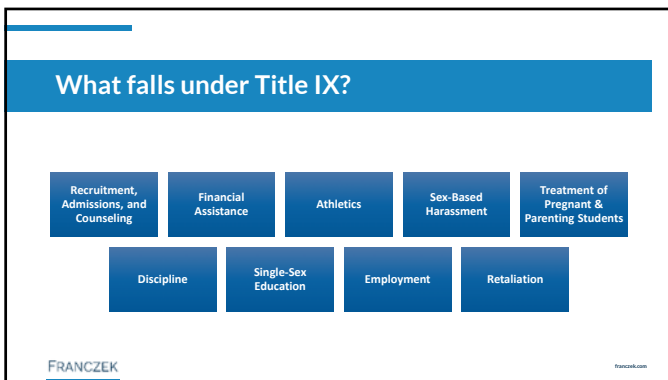 What falls under Title IX?
Recruitment,
Admissions, and
Counseling
Financial
Assistance
Athletics
Sex-Based
Harassment
Treatment of
Pregnant &
Parenting Students
Discipline
Single-Sex
Education
Employment
Retaliation
FRANCZEK
franczek.com